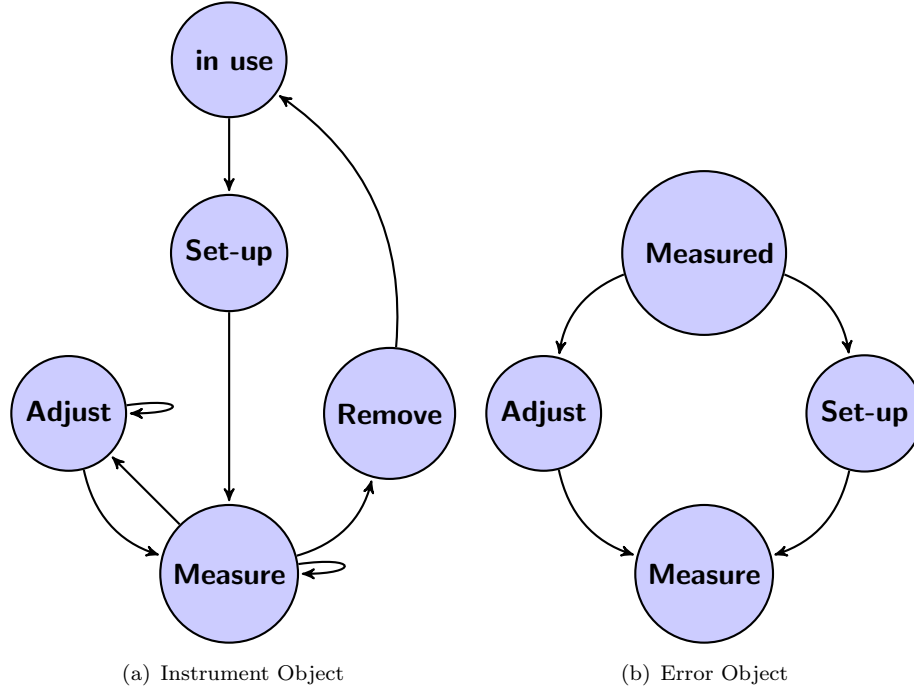 in use
Set-up
Adjust
Remove
Measure
(a) Instrument Object
Measured
Adjust
Set-up
Measure
(b) Error Object